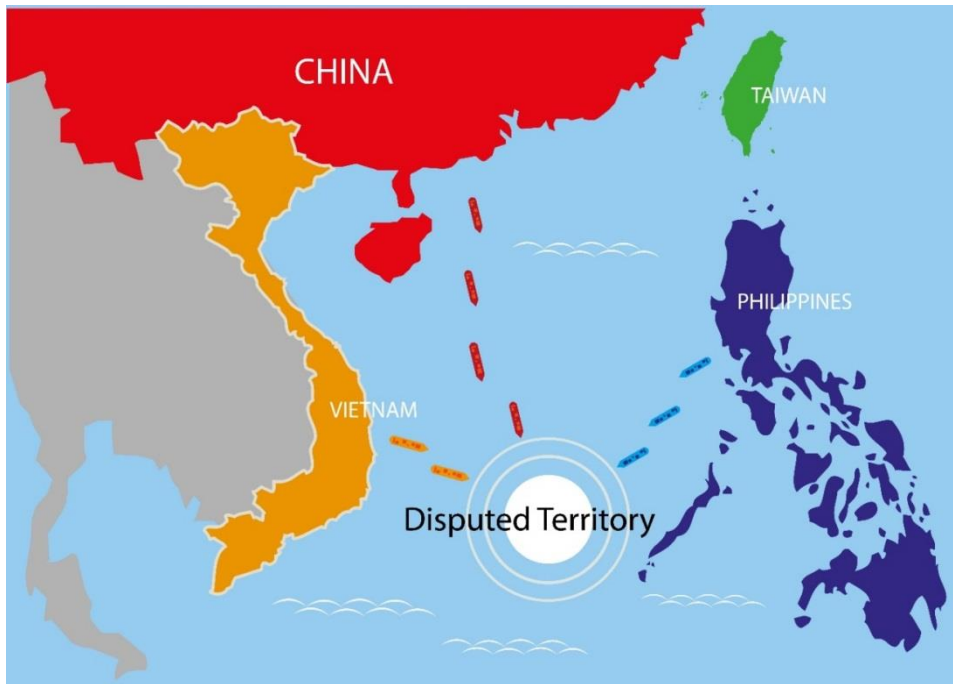 CHINA
TAIWAN
PHILIPPINES
VIETNAM
Disputed Territory